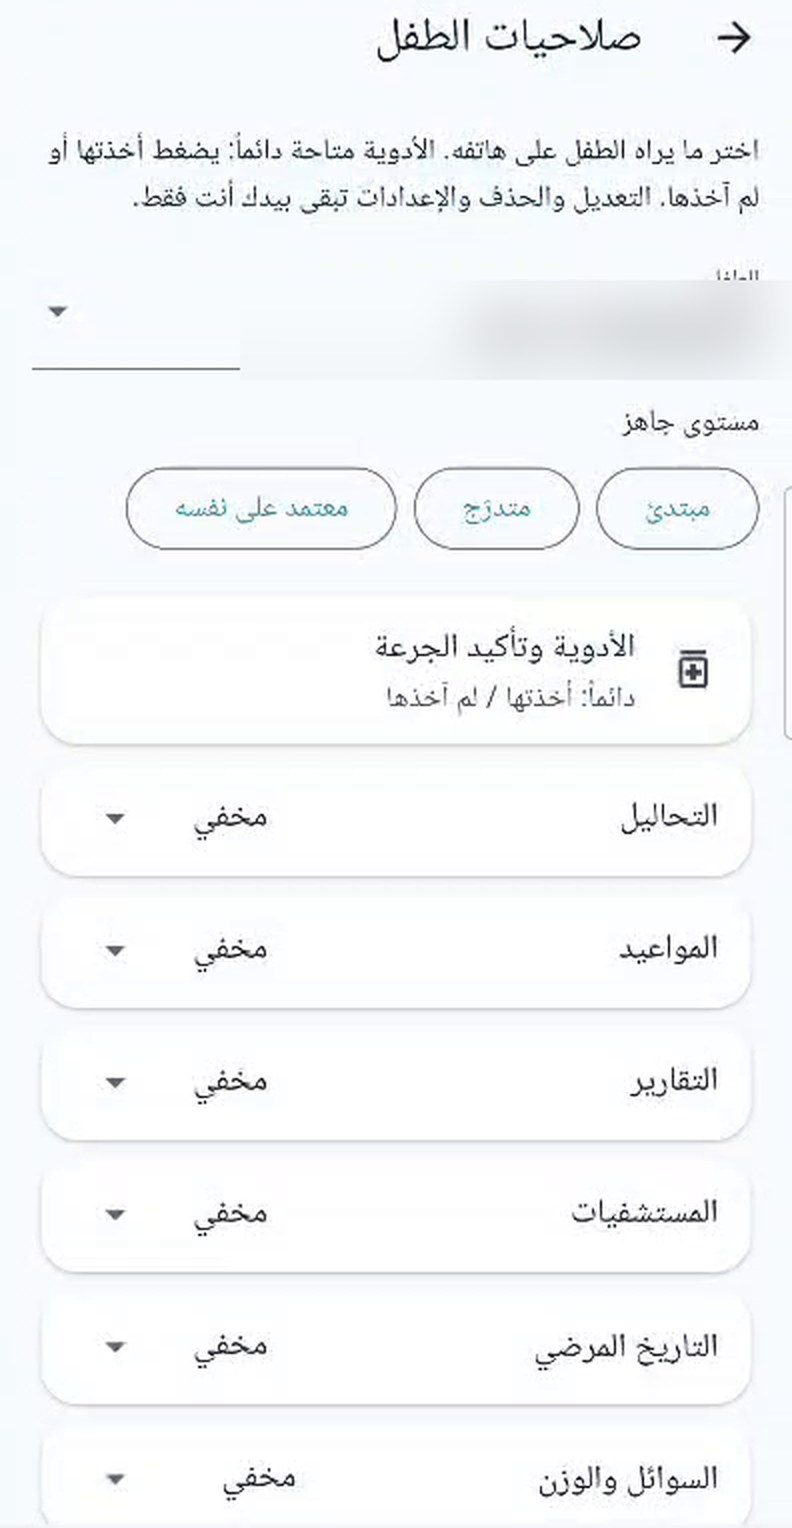 صلاحيات الطفل
اختر ما يراه الطفل على هاتفه. الأدوية متاحة دائماً: يضغط أخذتها أو
لم آخذها. التعديل والحذف والإعدادات تبقى بيدك أنت فقط.
مستوى جاهز
مبتدئ
متدرّج
معتمد على نفسه
الأدوية وتأكيد الجرعة
دائماً: أخذتها / لم آخذها
التحاليل
مخفي
المواعيد
مخفي
التقارير
مخفي
المستشفيات
مخفي
التاريخ المرضي
مخفي
السوائل والوزن
مخفي